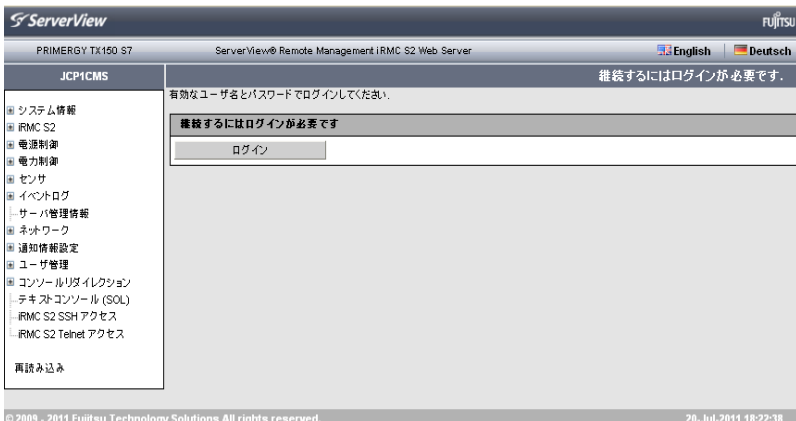 ServerView
FUJITSU
PRIMERGY TX150 S7
ServerView® Remote Management iRMC S2 Web Server
English
Deutsch
JCP1CMS
継続するにはログインが必要です.
有効なユーザ名とパスワードでログインしてください.
システム情報
iRMC S2
電源制御
電力制御
センサ
イベントログ
サーバ管理情報
ネットワーク
通知情報設定
ユーザ管理
コンソールリダイレクション
テキストコンソール (SOL)
iRMC S2 SSH アクセス
iRMC S2 Telnet アクセス
再読み込み
継続するにはログインが必要です
ログイン
© 2009 - 2011 Fujitsu Technology Solutions All rights reserved.
20- Jul-2011 18:22:38